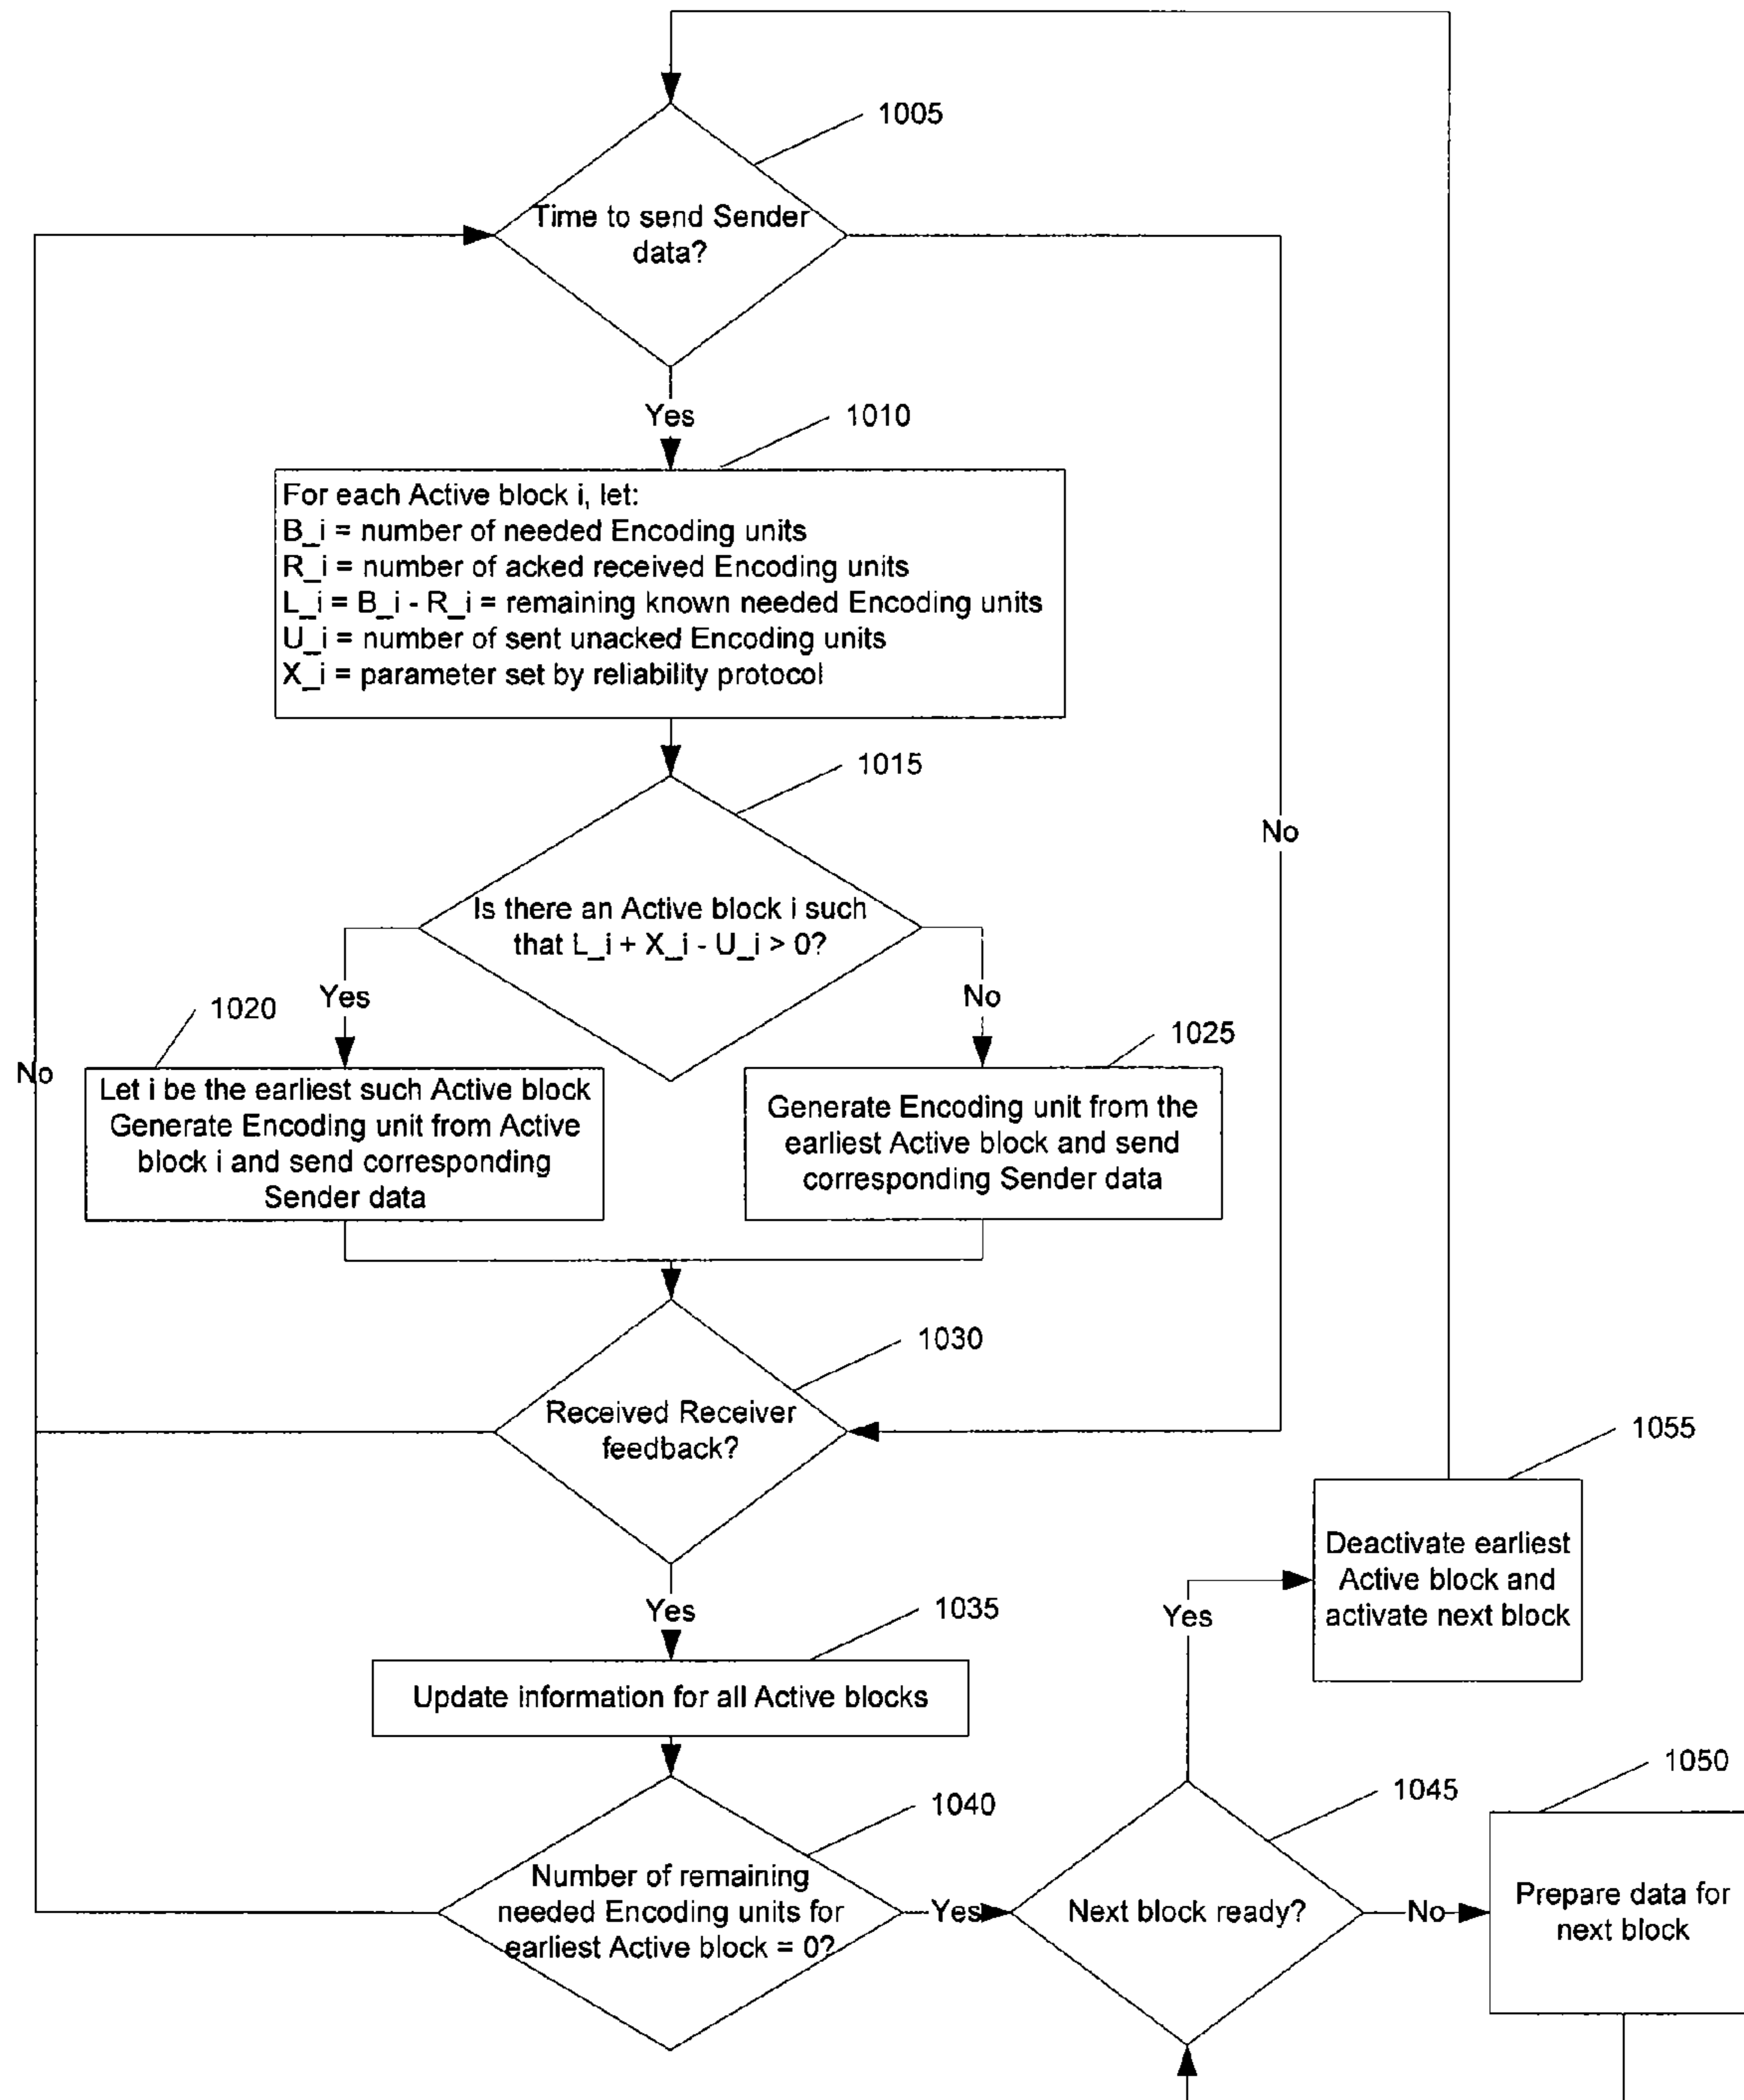 1005
Time to send Sender
data?
Yes
1010
For each Active block i, let:
B_i = number of needed Encoding units
R_i = number of acked received Encoding units
L_i = B_i - R_i = remaining known needed Encoding units
U_i = number of sent unacked Encoding units
X_i = parameter set by reliability protocol
1015
No
Is there an Active block i such
that L_i + X_i - U_i > 0?
Yes
No
1020
1025
No
Let i be the earliest such Active block
Generate Encoding unit from Active
block i and send corresponding
Sender data
Generate Encoding unit from the
earliest Active block and send
corresponding Sender data
1030
Received Receiver
feedback?
1055
Deactivate earliest
Active block and
activate next block
Yes
1035
Yes
Update information for all Active blocks
1040
1045
1050
Number of remaining
needed Encoding units for
earliest Active block = 0?
Yes
Next block ready?
No
Prepare data for
next block